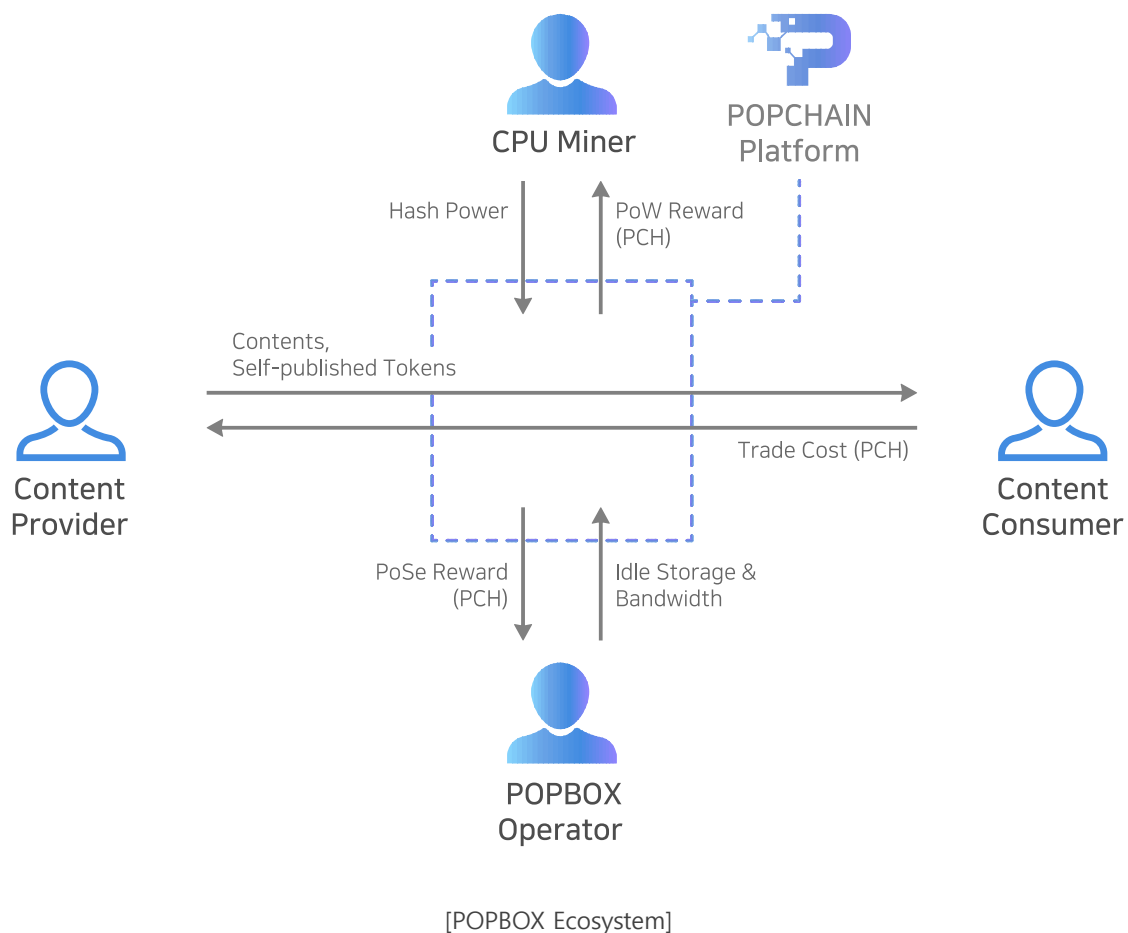 CPU Miner
POPCHAIN
Platform
Hash Power
PoW Reward
(PCH)
Contents,
Self-published Tokens
Trade Cost (PCH)
Content
Provider
Content
Consumer
PoSe Reward
(PCH)
Idle Storage &
Bandwidth
POPBOX
Operator
[POPBOX Ecosystem]